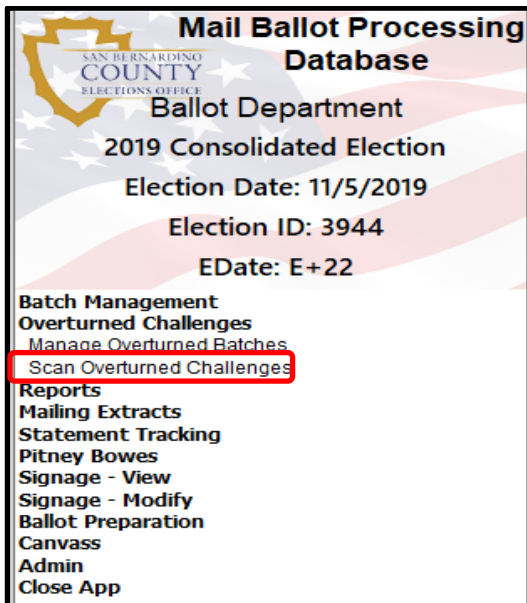 Mail Ballot Processing
Database
SAN BERNARDINO
COUNTY
ELECTIONS OFFICE
Ballot Department
2019 Consolidated Election
Election Date: 11/5/2019
Election ID: 3944
EDate: E+22
Batch Management
Overturned Challenges
Manage Overturned Batches
Scan Overturned Challenges
Reports
Mailing Extracts
Statement Tracking
Pitney Bowes
Signage - View
Signage - Modify
Ballot Preparation
Canvass
Admin
Close App